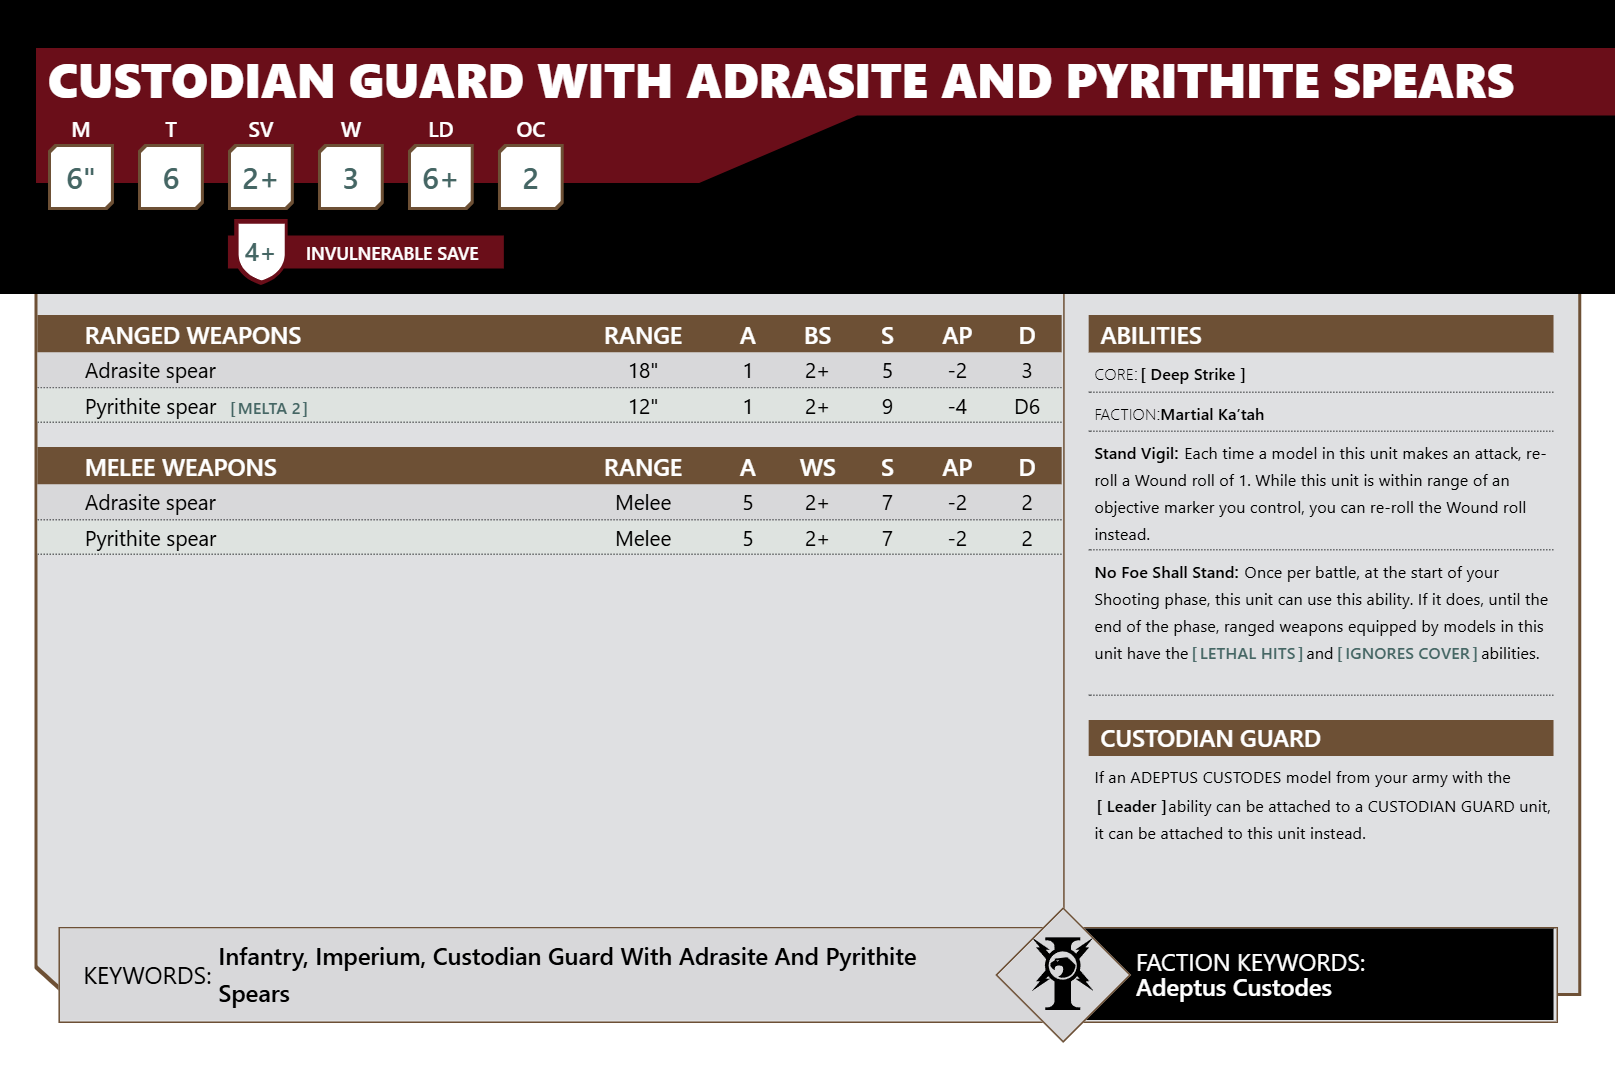 CUSTODIAN GUARD WITH ADRASITE AND PYRITHITE SPEARS
M T SV W LD OC
6" 6 2+ 3 6+ 2
4+ INVULNERABLE SAVE
RANGED WEAPONS RANGE A BS S AP D
Adrasite spear 18" 1 2+ 5 -2 3
Pyrithite spear [MELTA 2] 12" 1 2+ 9 -4 D6
MELEE WEAPONS RANGE A WS S AP D
Adrasite spear Melee 5 2+ 7 -2 2
Pyrithite spear Melee 5 2+ 7 -2 2
ABILITIES
CORE: [ Deep Strike ]
FACTION:Martial Ka’tah
Stand Vigil: Each time a model in this unit makes an attack, re-
roll a Wound roll of 1. While this unit is within range of an
objective marker you control, you can re-roll the Wound roll
instead.
No Foe Shall Stand: Once per battle, at the start of your
Shooting phase, this unit can use this ability. If it does, until the
end of the phase, ranged weapons equipped by models in this
unit have the [LETHAL HITS] and [IGNORES COVER] abilities.
CUSTODIAN GUARD
If an ADEPTUS CUSTODES model from your army with the
[ Leader ]ability can be attached to a CUSTODIAN GUARD unit,
it can be attached to this unit instead.
KEYWORDS: Infantry, Imperium, Custodian Guard With Adrasite And Pyrithite
Spears
FACTION KEYWORDS:
Adeptus Custodes